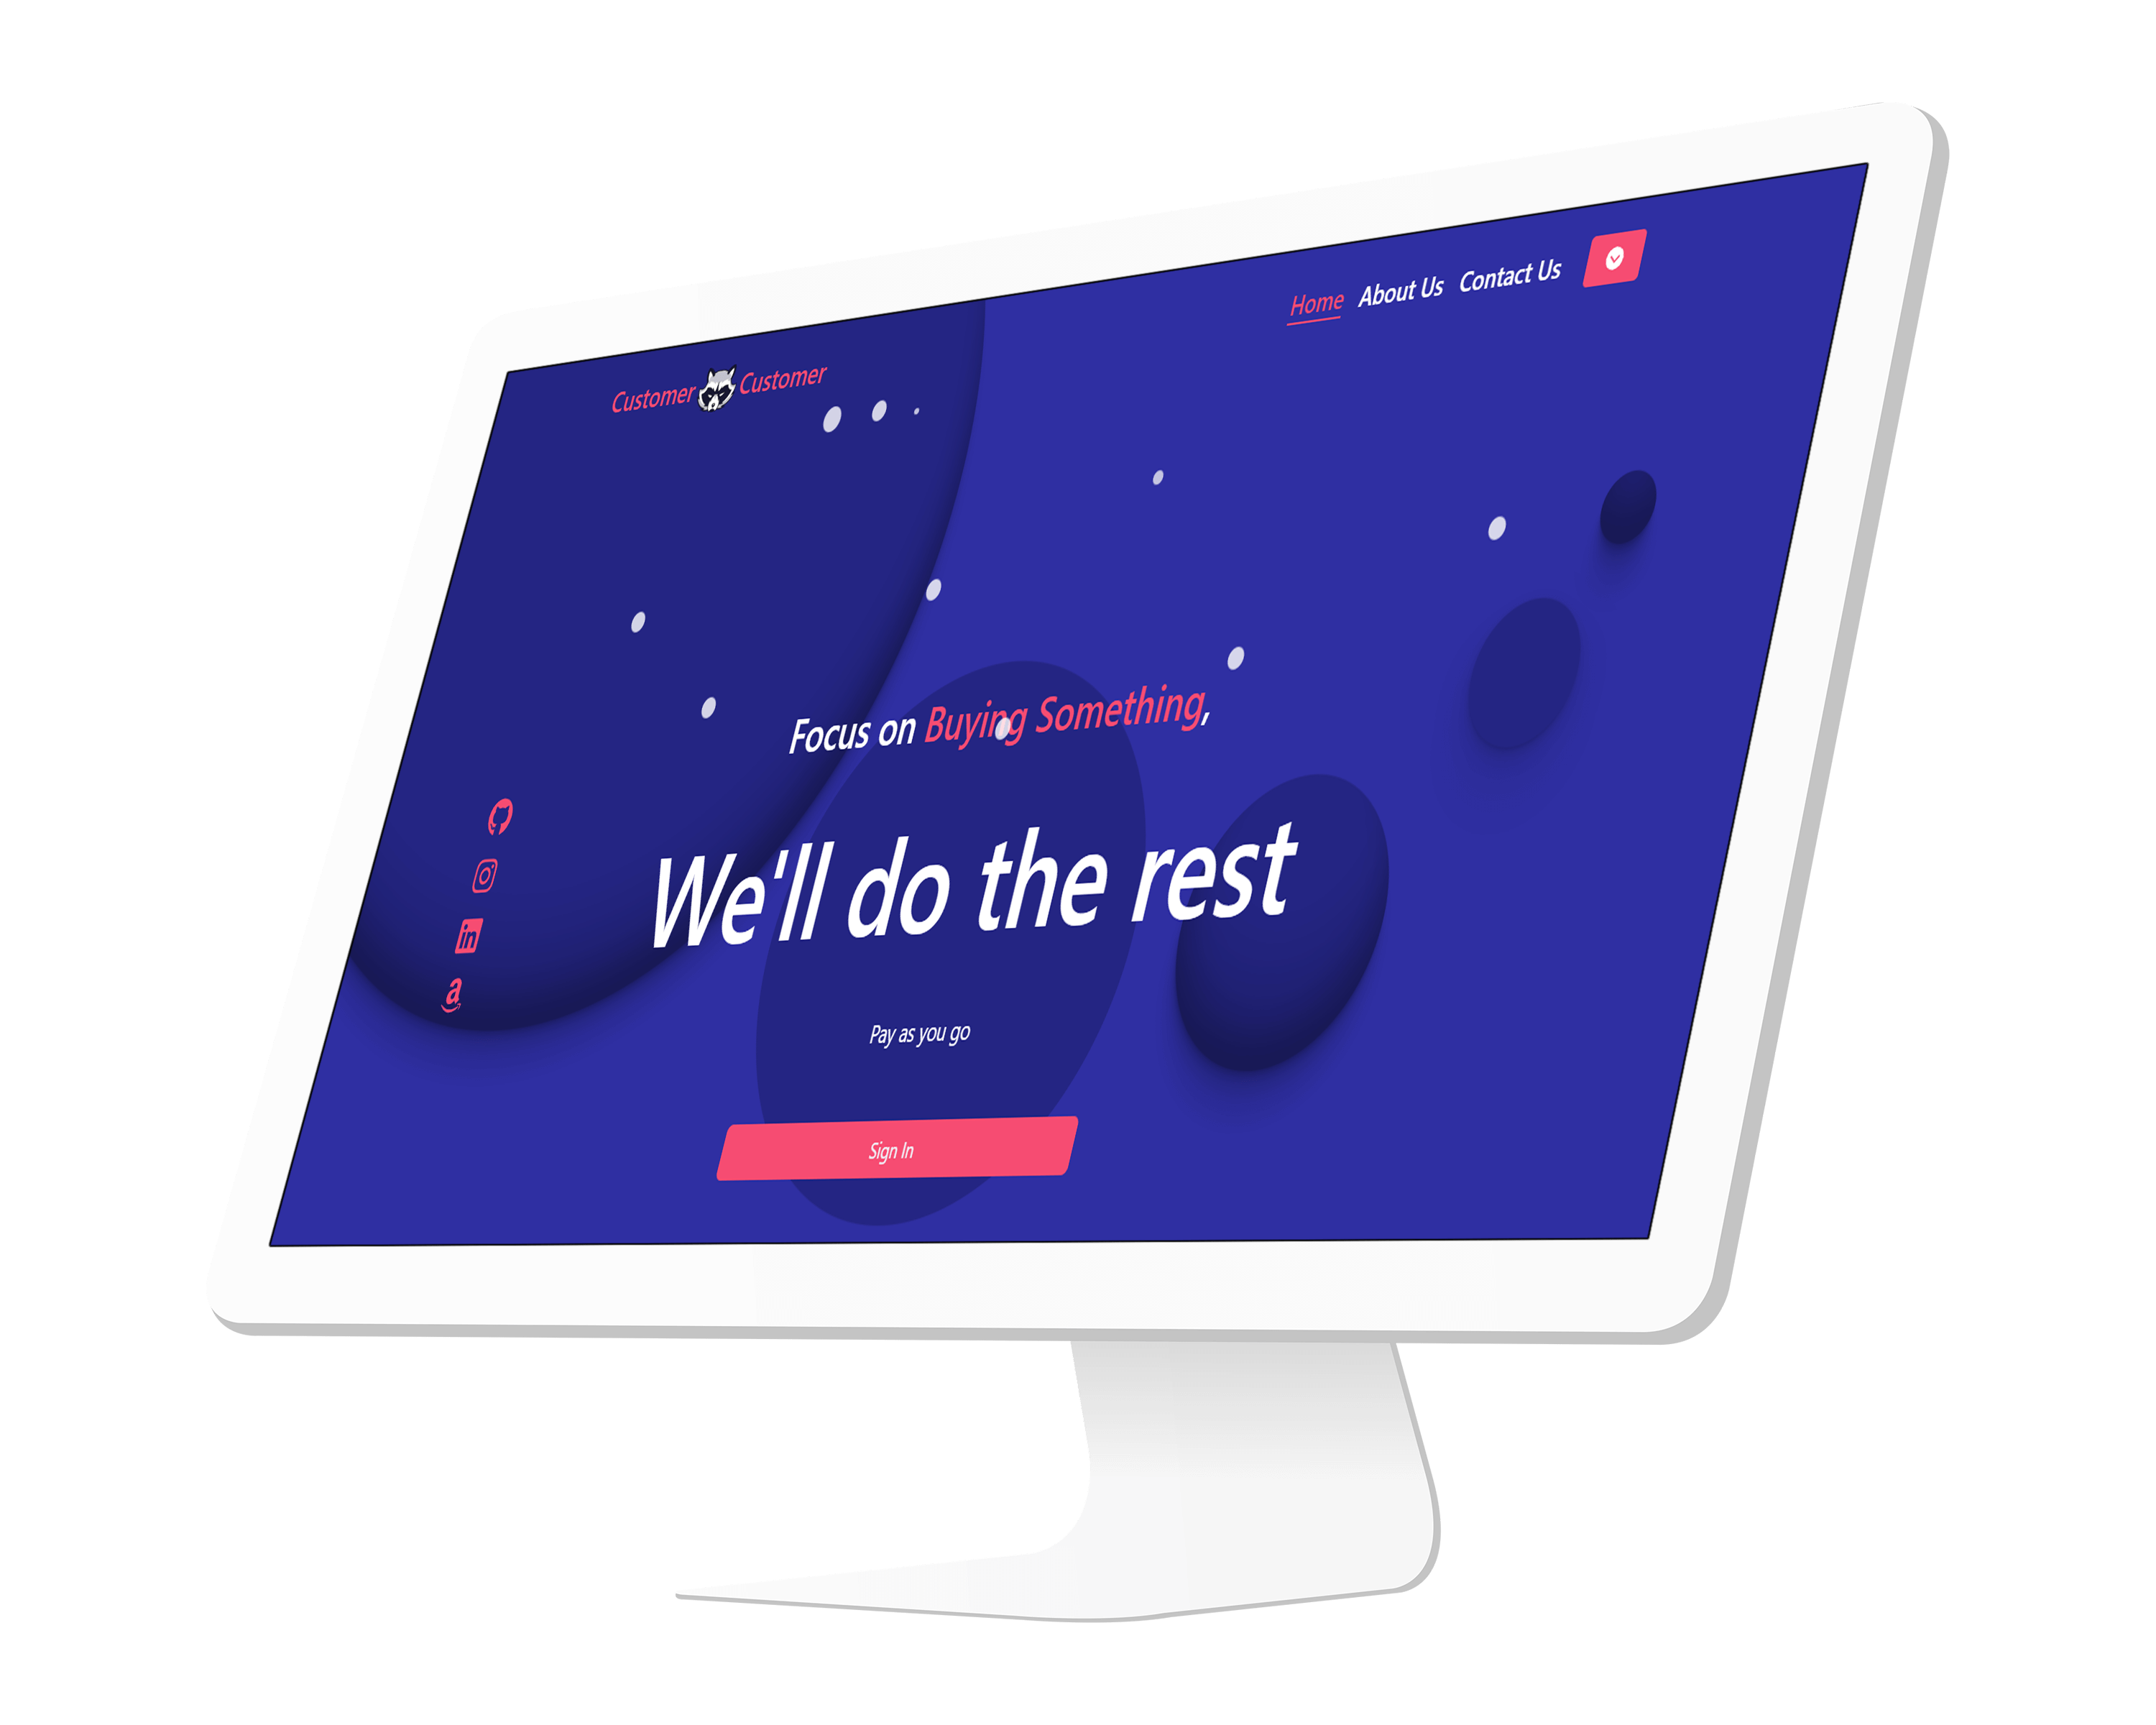 Home About Us Contact Us
Customer Customer
Focus on Buying Something,
We'll do the rest
Pay as you go
Sign In